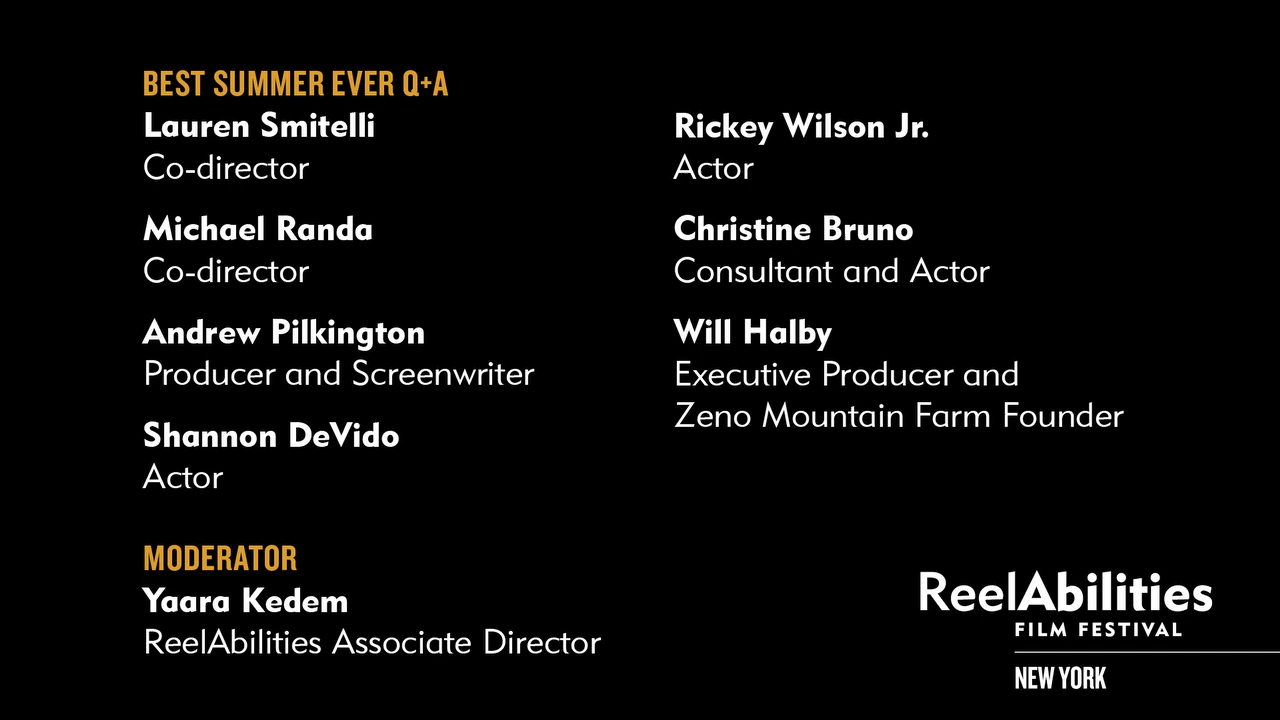 BEST SUMMER EVER Q+A
Lauren Smitelli
Co-director
Michael Randa
Co-director
Andrew Pilkington
Producer and Screenwriter
Shannon DeVido
Actor
Rickey Wilson Jr.
Actor
Christine Bruno
Consultant and Actor
Will Halby
Executive Producer and
Zeno Mountain Farm Founder
MODERATOR
Yaara Kedem
ReelAbilities Associate Director
ReelAbilities
FILM FESTIVAL
NEW YORK